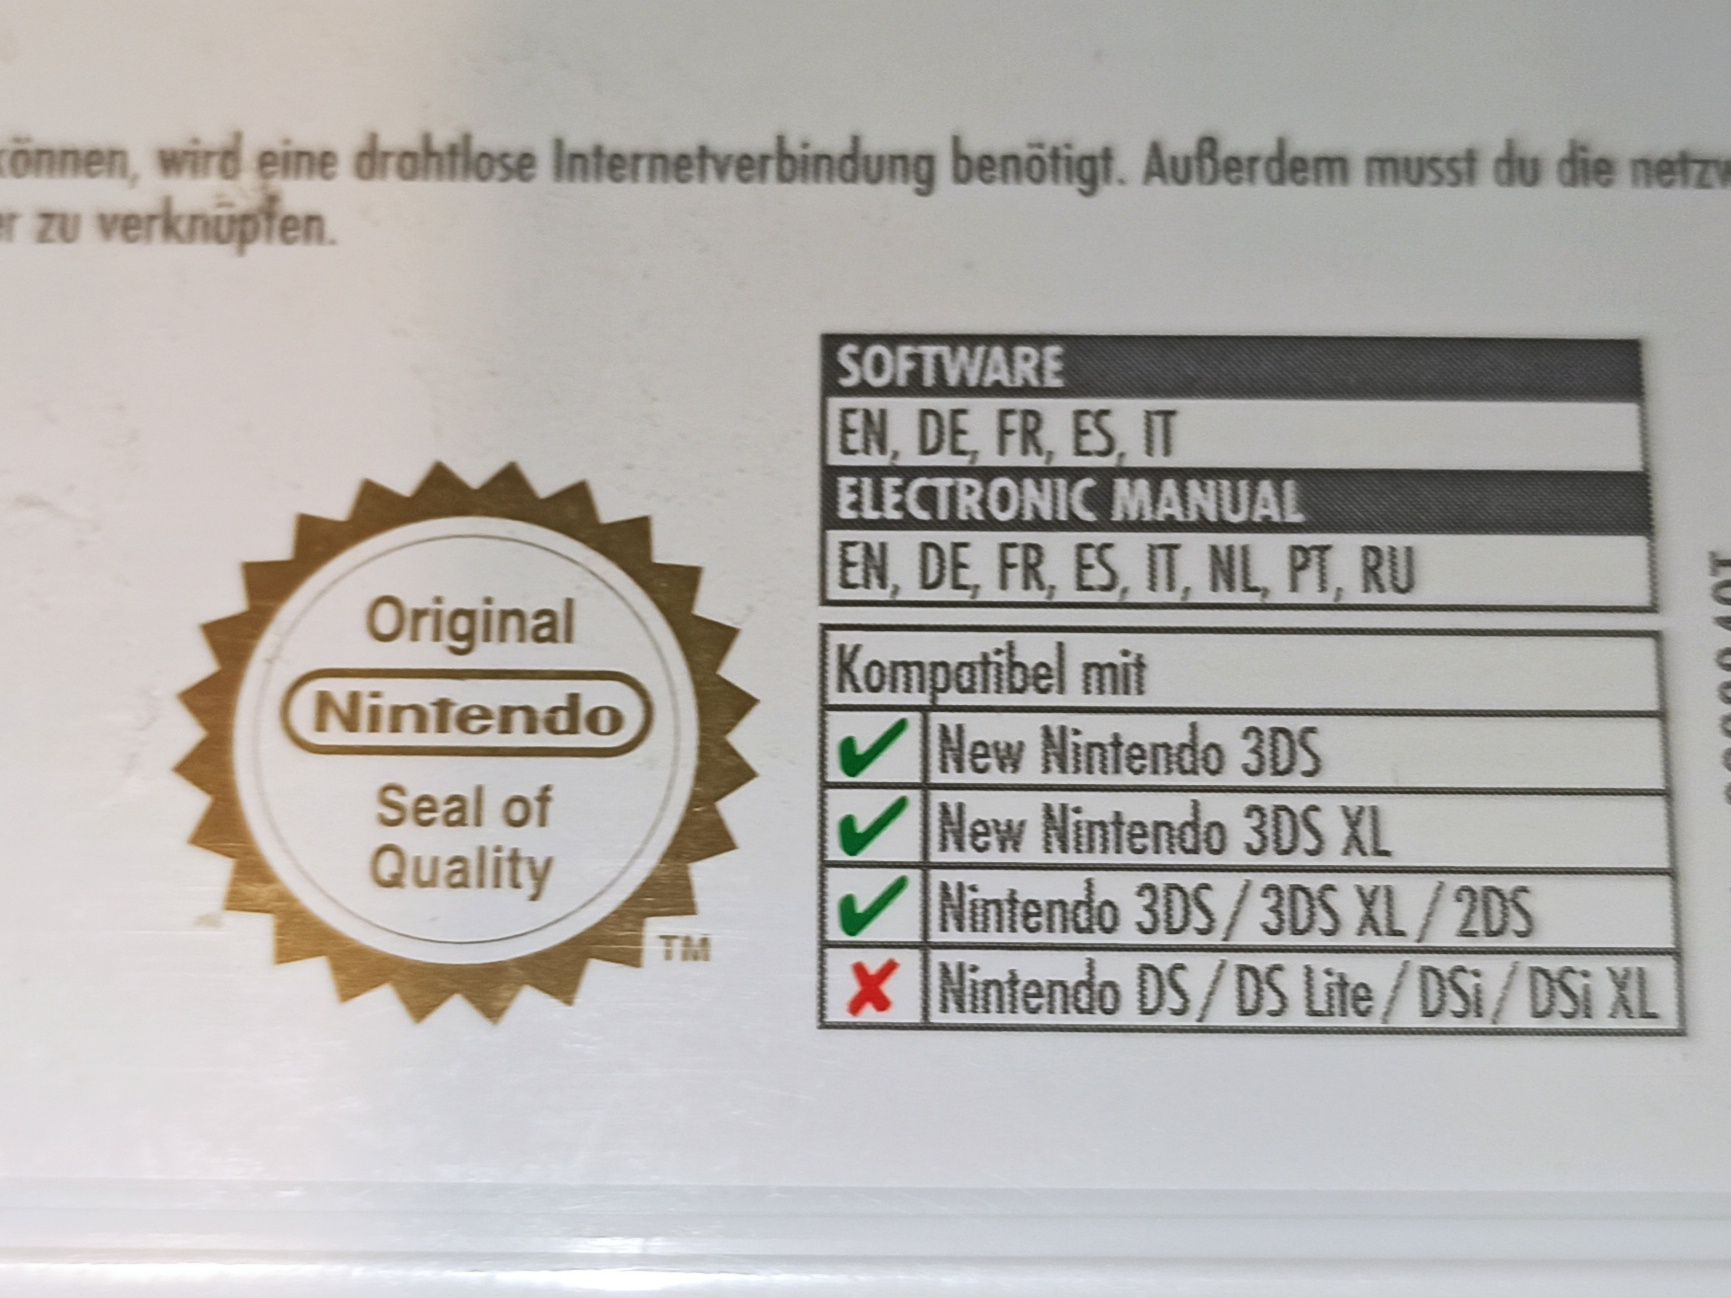 können, wird eine drahtlose Internetverbindung benötigt. Außerdem musst du die
zu verknüpfen.
SOFTWARE
EN, DE, FR, ES, IT
ELECTRONIC MANUAL
EN, DE, FR, ES, IT, NL, PT, RU
Original
Nintendo
Seal of
Quality
TM
Kompatibel mit
New Nintendo 3DS
New Nintendo 3DS XL
Nintendo 3DS / 3DS XL / 2DS
Nintendo DS / DS Lite / DSi / DSi XL